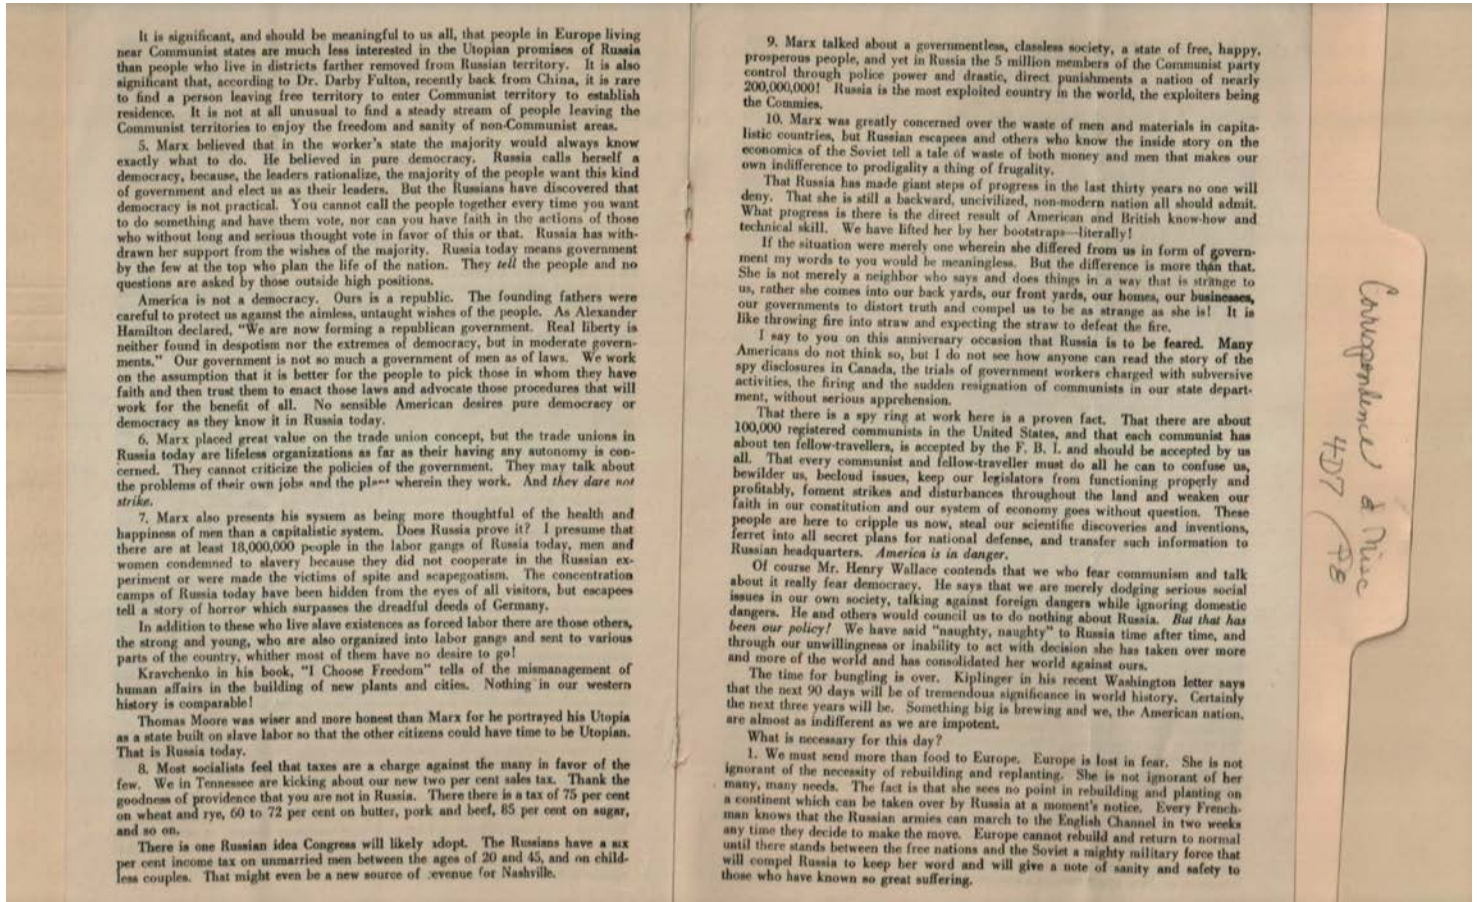 It is significant, and should be meaningful to us all, that people in Europe living
near Communist states are much less interested in the Utopian promises of Russia
than people who live in districts farther removed from Russian territory. It is also
significant that, according to Dr. Darby Fulton, recently back from China, it is rare
to find a person leaving free territory to enter Communist territory to establish
residence. It is not at all unusual to find a steady stream of people leaving the
Communist territories to enjoy the freedom and sanity of non-Communist areas.
5. Marx believed that in the worker's state the majority would always know
exactly what to do. He believed in pure democracy. Russia calls herself a
democracy, because, the leaders rationalize, the majority of the people want this kind
of government and elect us as their leaders. But the Russians have discovered that
democracy is not practical. You cannot call the people together every time you want
to do something and have them vote, nor can you have faith in the actions of those
who without long and serious thought vote in favor of this or that. Russia has with-
drawn her support from the wishes of the majority. Russia today means government
by the few at the top who plan the life of the nation. They tell the people and no
questions are asked by those outside high positions.
America is not a democracy. Ours is a republic. The founding fathers were
careful to protect us against the aimless, untaught wishes of the people. As Alexander
Hamilton declared, "We are now forming a republican government. Real liberty is
neither found in despotism nor the extremes of democracy, but in moderate govern-
ments." Our government is not so much a government of men as of laws. We work
on the assumption that it is better for the people to pick those in whom they have
faith and then trust them to enact those laws and advocate those procedures that will
work for the benefit of all. No sensible American desires pure democracy or
democracy as they know it in Russia today.
6. Marx placed great value on the trade union concept, but the trade unions in
Russia today are lifeless organizations as far as their having any autonomy is con-
cerned. They cannot criticize the policies of the government. They may talk about
the problems of their own jobs and the plant wherein they work. And they dare not
strike.
7. Marx also presents his system as being more thoughtful of the health and
happiness of men than a capitalistic system. Does Russia prove it? I presume that
there are at least 18,000,000 people in the labor gangs of Russia today, men and
women condemned to slavery because they did not cooperate in the Russian ex-
periment or were made the victims of spite and scapegoatism. The concentration
camps of Russia today have been hidden from the eyes of all visitors, but escapees
tell a story of horror which surpasses the dreadful deeds of Germany.
In addition to these who live slave existences as forced labor there are those others,
the strong and young, who are also organized into labor gangs and sent to various
parts of the country, whither most of them have no desire to go!
Kravchenko in his book, "I Choose Freedom" tells of the mismanagement of
human affairs in the building of new plants and cities. Nothing in our western
history is comparable!
Thomas Moore was wiser and more honest than Marx for he portrayed his Utopia
as a state built on slave labor so that the other citizens could have time to be Utopian.
That is Russia today.
8. Most socialists feel that taxes are a charge against the many in favor of the
few. We in Tennessee are kicking about our new two per cent sales tax. Thank the
goodness of providence that you are not in Russia. There there is a tax of 75 per cent
on wheat and rye, 60 to 72 per cent on butter, pork and beef, 85 per cent on sugar,
and so on.
There is one Russian idea Congress will likely adopt. The Russians have a six
per cent income tax on unmarried men between the ages of 20 and 45, and on child-
less couples. That might even be a new source of revenue for Nashville.
9. Marx talked about a governmentless, classless society, a state of free, happy,
prosperous people, and yet in Russia the 5 million members of the Communist party
control through police power and drastic, direct punishments a nation of nearly
200,000,000! Russia is the most exploited country in the world, the exploiters being
the Commies.
10. Marx was greatly concerned over the waste of men and materials in capita-
listic countries, but Russian escapees and others who know the inside story on the
economics of the Soviet tell a tale of waste of both money and men that makes our
own indifference to prodigality a thing of frugality.
That Russia has made giant steps of progress in the last thirty years no one will
deny. That she is still a backward, uncivilized, non-modern nation all should admit.
What progress is there is the direct result of American and British know-how and
technical skill. We have lifted her by her bootstraps—literally!
If the situation were merely one wherein she differed from us in form of govern-
ment my words to you would be meaningless. But the difference is more than that.
She is not merely a neighbor who says and does things in a way that is strange to
us, rather she comes into our back yards, our front yards, our homes, our businesses,
our governments to distort truth and compel us to be as strange as she is! It is
like throwing fire into straw and expecting the straw to defeat the fire.
I say to you on this anniversary occasion that Russia is to be feared. Many
Americans do not think so, but I do not see how anyone can read the story of the
spy disclosures in Canada, the trials of government workers charged with subversive
activities, the firing and the sudden resignation of communists in our state depart-
ment, without serious apprehension.
That there is a spy ring at work here is a proven fact. That there are about
100,000 registered communists in the United States, and that each communist has
about ten fellow-travellers, is accepted by the F. B. I. and should be accepted by us
all. That every communist and fellow-traveller must do all he can to confuse us,
bewilder us, becloud issues, keep our legislators from functioning properly and
profitably, foment strikes and disturbances throughout the land and weaken our
faith in our constitution and our system of economy goes without question. These
people are here to cripple us now, steal our scientific discoveries and inventions,
ferret into all secret plans for national defense, and transfer such information to
Russian headquarters. America is in danger.
Of course Mr. Henry Wallace contends that we who fear communism and talk
about it really fear democracy. He says that we are merely dodging serious social
issues in our own society, talking against foreign dangers while ignoring domestic
dangers. He and others would council us to do nothing about Russia. But that has
been our policy! We have said "naughty, naughty" to Russia time after time, and
through our unwillingness or inability to act with decision she has taken over more
and more of the world and has consolidated her world against ours.
The time for bungling is over. Kiplinger in his recent Washington letter says
that the next 90 days will be of tremendous significance in world history. Certainly
the next three years will be. Something big is brewing and we, the American nation,
are almost as indifferent as we are impotent.
What is necessary for this day?
1. We must send more than food to Europe. Europe is lost in fear. She is not
ignorant of the necessity of rebuilding and replanting. She is not ignorant of her
many, many needs. The fact is that she sees no point in rebuilding and planting on
a continent which can be taken over by Russia at a moment's notice. Every French-
man knows that the Russian armies can march to the English Channel in two weeks
any time they decide to make the move. Europe cannot rebuild and return to normal
until there stands between the free nations and the Soviet a mighty military force that
will compel Russia to keep her word and will give a note of sanity and safety to
those who have known so great suffering.
Correspondence & Misc
4D7